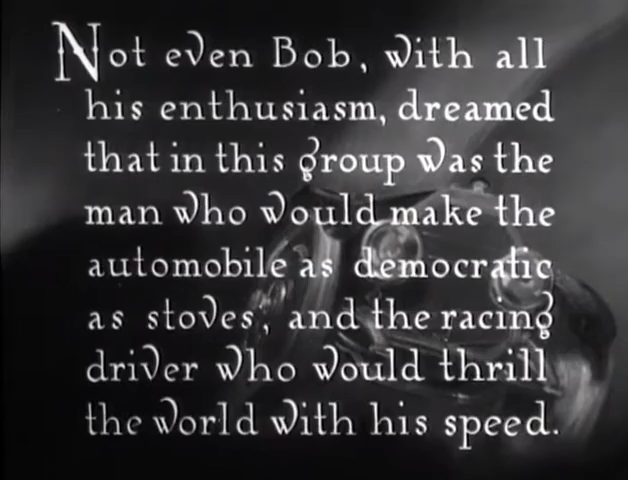 Not even Bob, with all
his enthusiasm, dreamed
that in this group was the
man who would make the
automobile as democratic
as stoves, and the racing
driver who would thrill
the world with his speed.